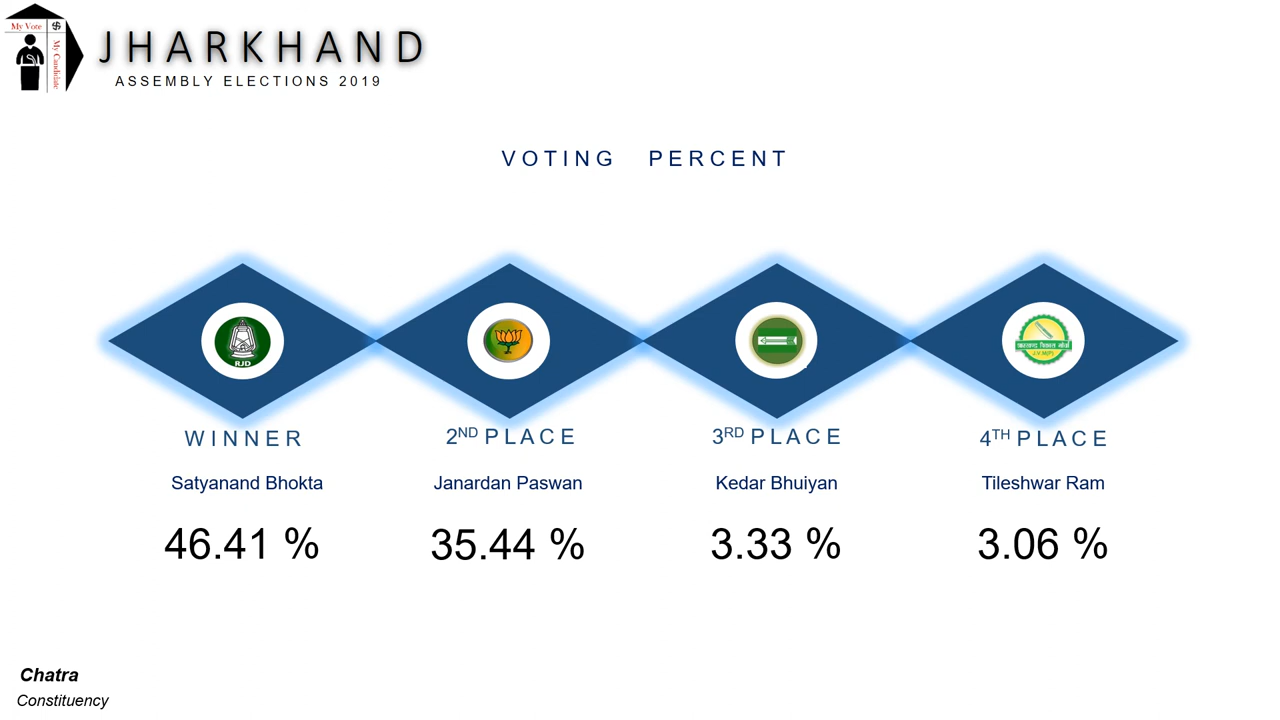 My Vote
My Candidate
JHARKHAND
ASSEMBLY ELECTIONS 2019
VOTING PERCENT
RJD
झारखण्ड विकास मोर्चा
J.V.M(P)
WINNER
2ND PLACE
3RD PLACE
4TH PLACE
Satyanand Bhokta
Janardan Paswan
Kedar Bhuiyan
Tileshwar Ram
46.41 %
35.44 %
3.33 %
3.06 %
Chatra
Constituency